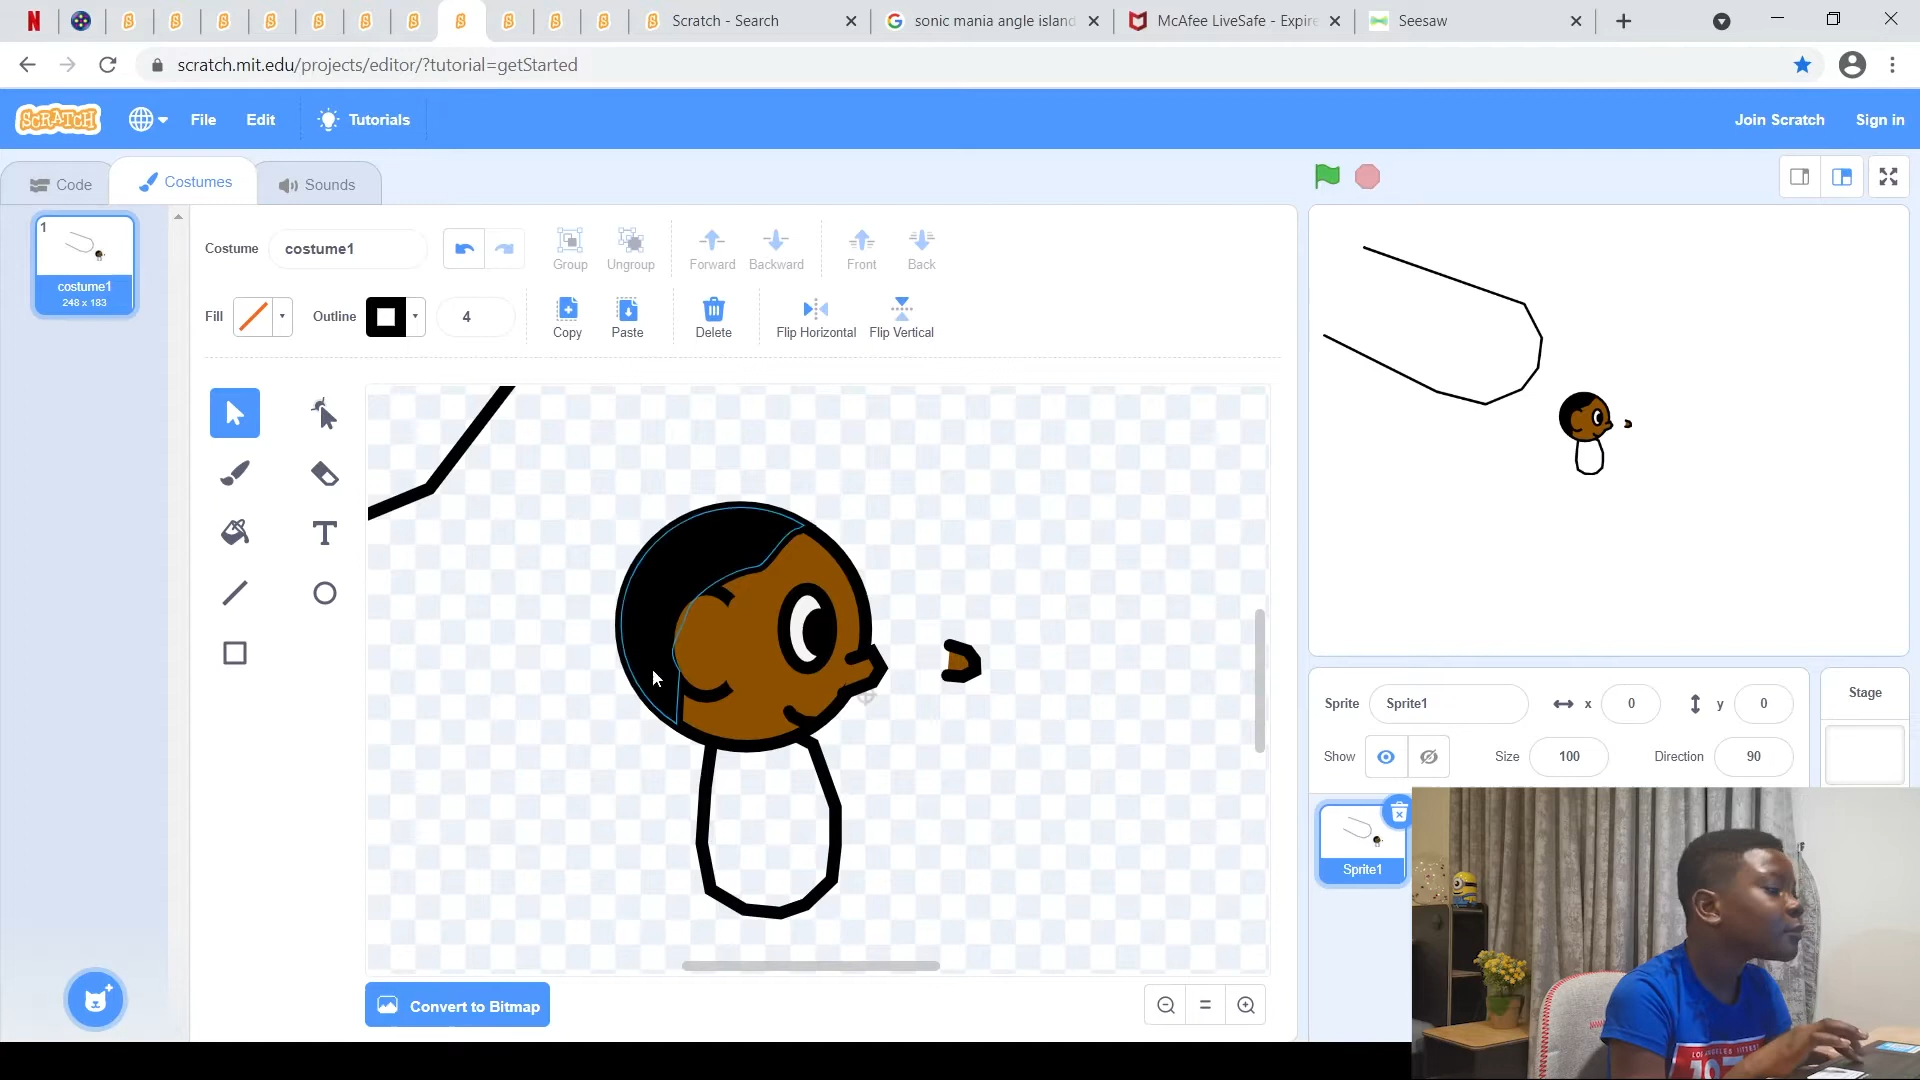 Scratch - Search
sonic mania angle island
McAfee LiveSafe - Expire
Seesaw
scratch.mit.edu/projects/editor/?tutorial=getStarted
SCRATCH
File
Edit
Tutorials
Join Scratch
Sign in
Code
Costumes
Sounds
1
costume1
248 x 183
Costume
costume1
Group
Ungroup
Forward
Backward
Front
Back
Fill
Outline
4
Copy
Paste
Delete
Flip Horizontal
Flip Vertical
T
Convert to Bitmap
Sprite
Sprite1
x
0
y
0
Show
Size
100
Direction
90
Stage
Sprite1